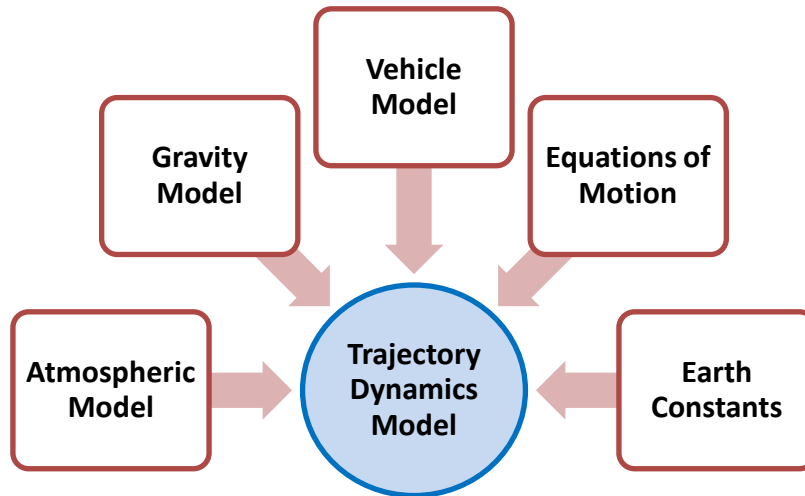 Vehicle
Model
Gravity
Model
Equations of
Motion
Atmospheric
Model
Trajectory
Dynamics
Model
Earth
Constants